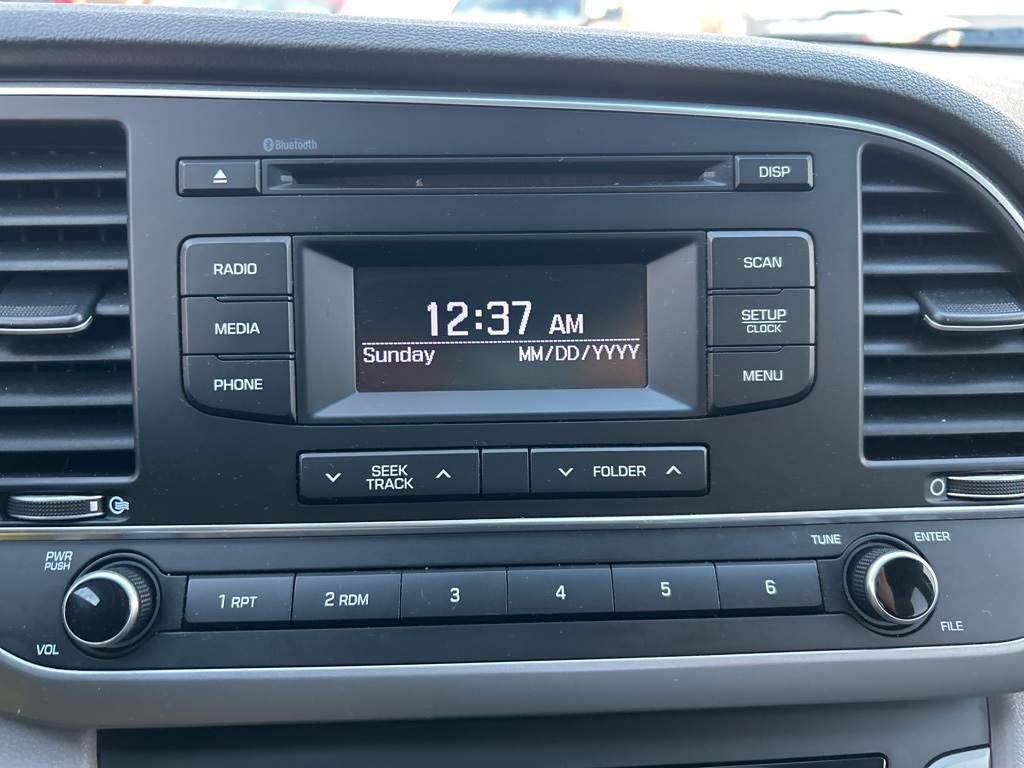 Bluetooth
DISP
RADIO
MEDIA
PHONE
12:37 AM
Sunday MM/DD/YYYY
SCAN
SETUP
CLOCK
MENU
SEEK
TRACK
FOLDER
PWR
PUSH
VOL
1 RPT
2 RDM
3
4
5
6
TUNE
ENTER
FILE